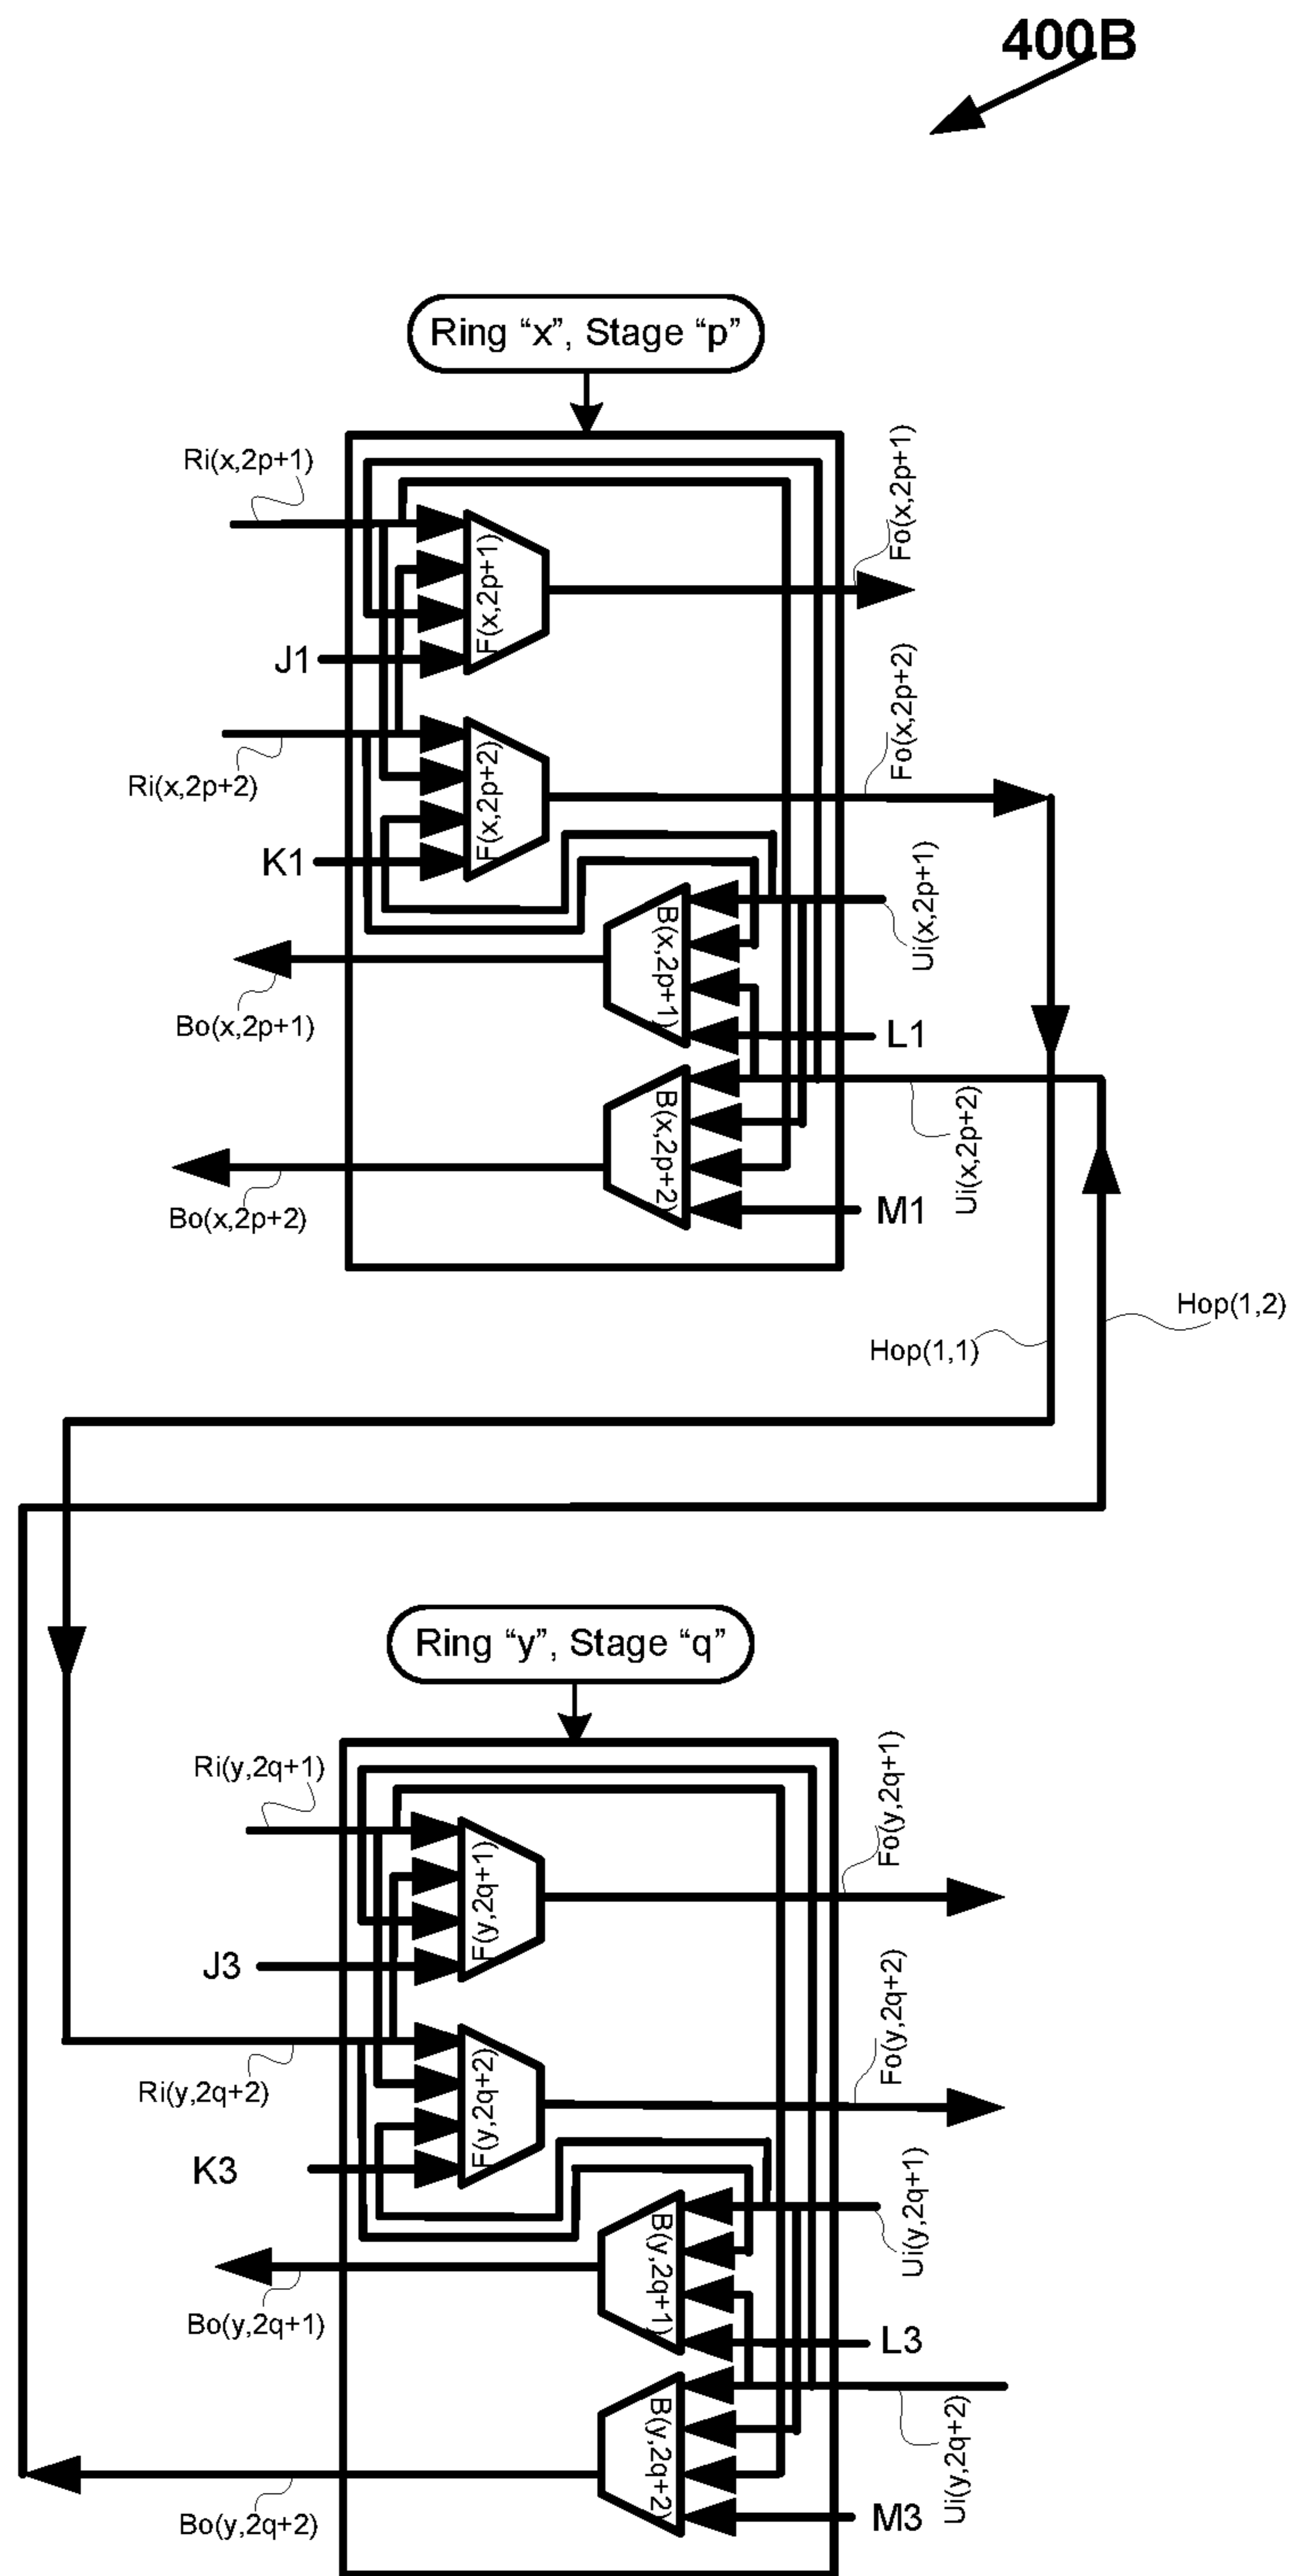 400B
Ring “x”, Stage “p”
Ri(x,2p+1)
Fo(x,2p+1)
F(x,2p+1)
J1
Fo(x,2p+2)
Ri(x,2p+2)
F(x,2p+2)
K1
Ui(x,2p+1)
B(x,2p+1)
Bo(x,2p+1)
L1
Ui(x,2p+2)
B(x,2p+2)
Bo(x,2p+2)
M1
Hop(1,2)
Hop(1,1)
Ring “y”, Stage “q”
Ri(y,2q+1)
Fo(y,2q+1)
F(y,2q+1)
J3
Fo(y,2q+2)
Ri(y,2q+2)
F(y,2q+2)
K3
Ui(y,2q+1)
B(y,2q+1)
Bo(y,2q+1)
L3
Ui(y,2q+2)
B(y,2q+2)
Bo(y,2q+2)
M3